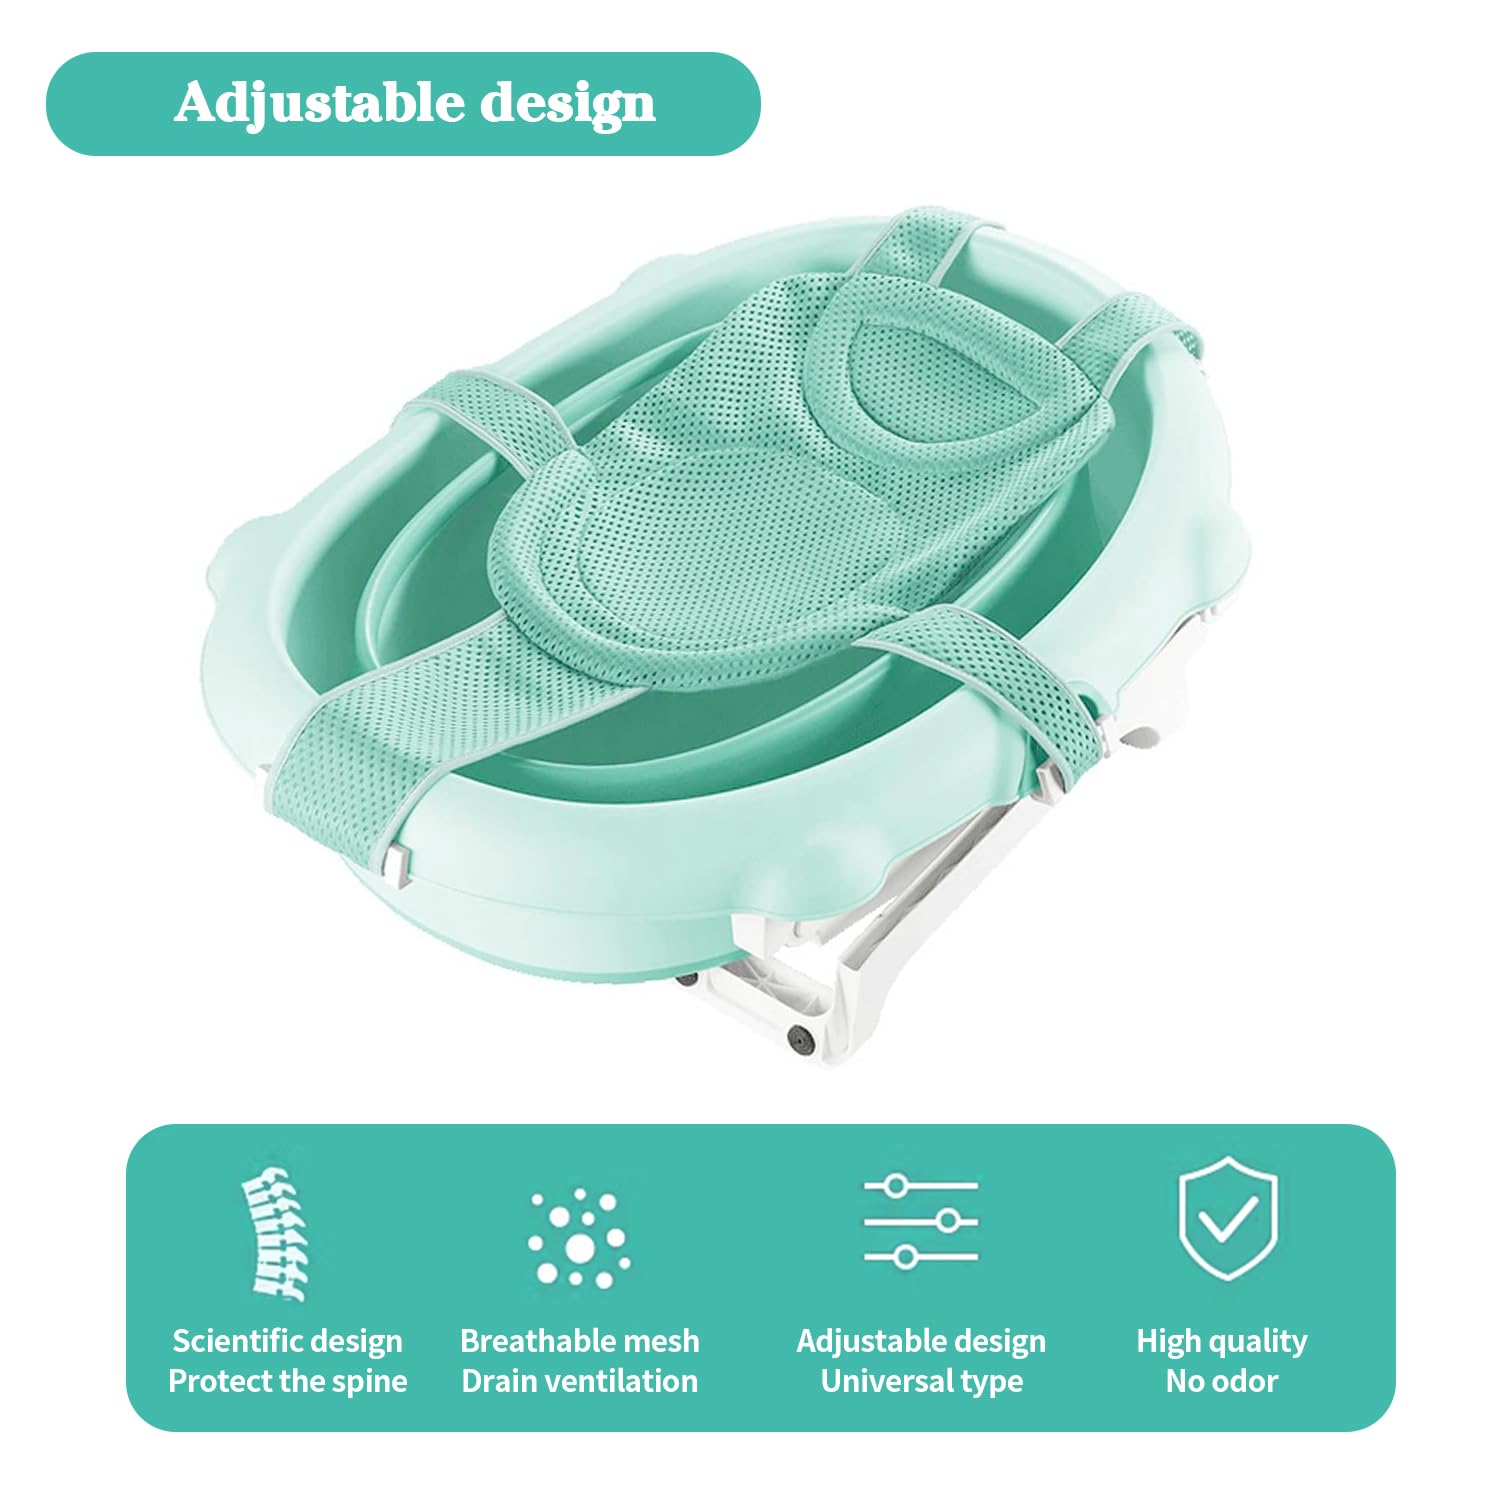 Adjustable design
Scientific design
Protect the spine
Breathable mesh
Drain ventilation
Adjustable design
Universal type
High quality
No odor